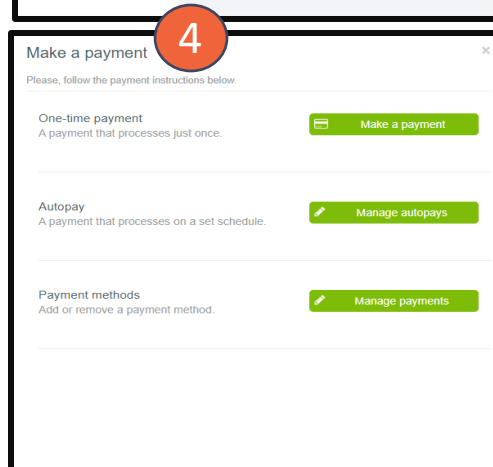 4
Make a payment
×
Please, follow the payment instructions below.
One-time payment
A payment that processes just once.
Make a payment
Autopay
A payment that processes on a set schedule.
Manage autopays
Payment methods
Add or remove a payment method.
Manage payments